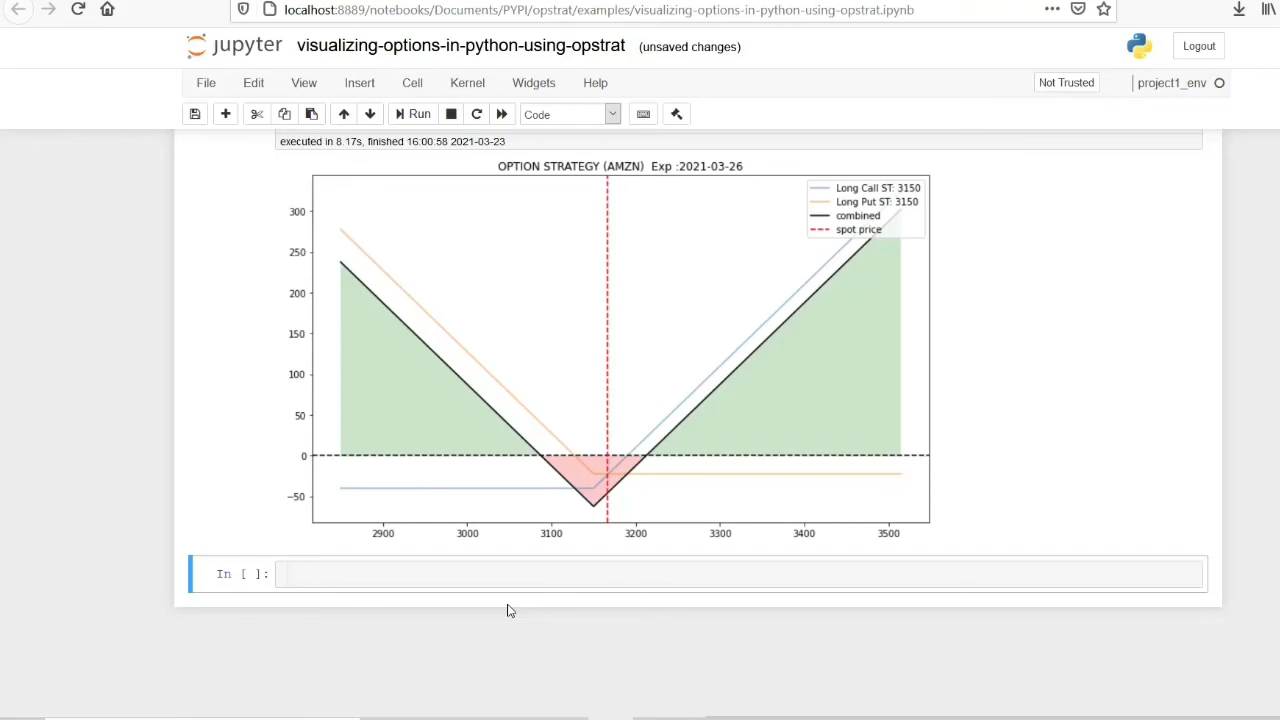 localhost:8889/notebooks/Documents/PYPI/opstrat/examples/visualizing-options-in-python-using-opstrat.ipynb
jupyter visualizing-options-in-python-using-opstrat (unsaved changes) Logout
File Edit View Insert Cell Kernel Widgets Help Not Trusted project1_env
Run Code
executed in 8.17s, finished 16:00:58 2021-03-23
OPTION STRATEGY (AMZN) Exp :2021-03-26
Long Call ST: 3150
Long Put ST: 3150
combined
spot price
300
250
200
150
100
50
0
−50
2900 3000 3100 3200 3300 3400 3500
In [ ]: